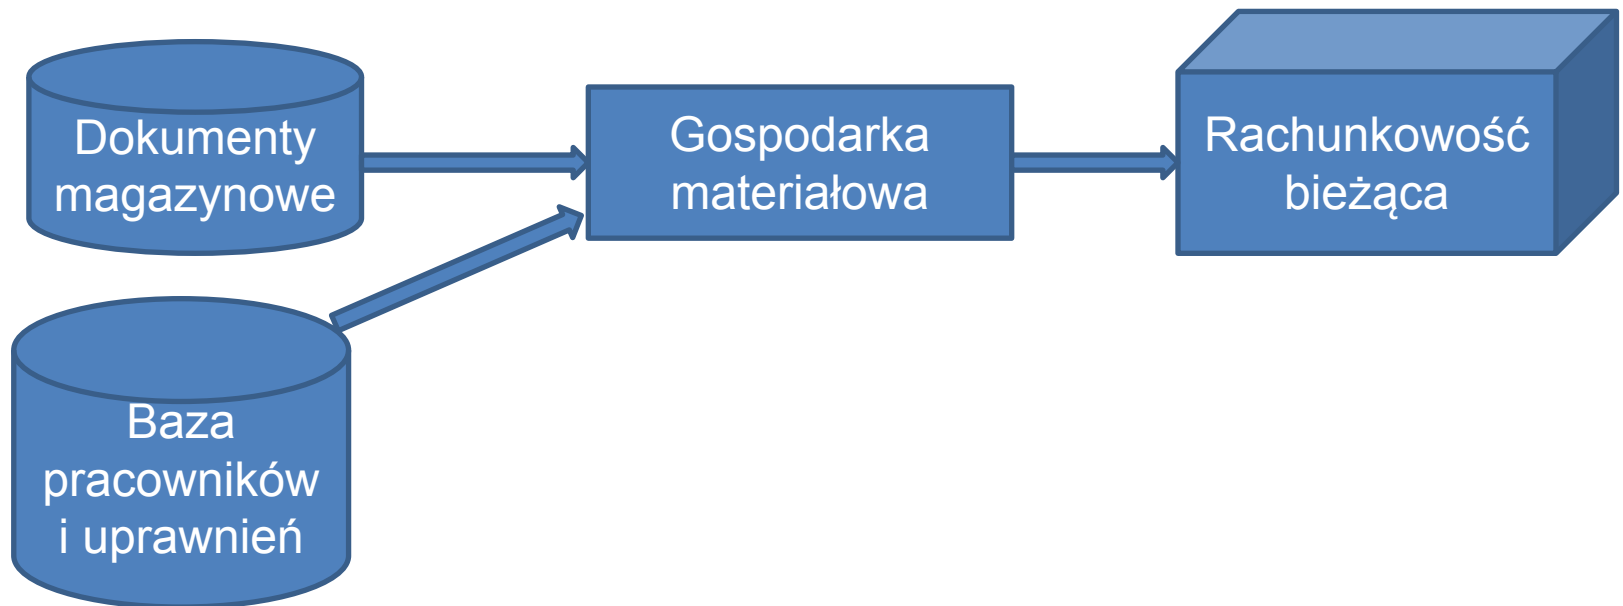 Dokumenty
magazynowe
Gospodarka
materiałowa
Rachunkowość
bieżąca
Baza
pracowników
i uprawnień